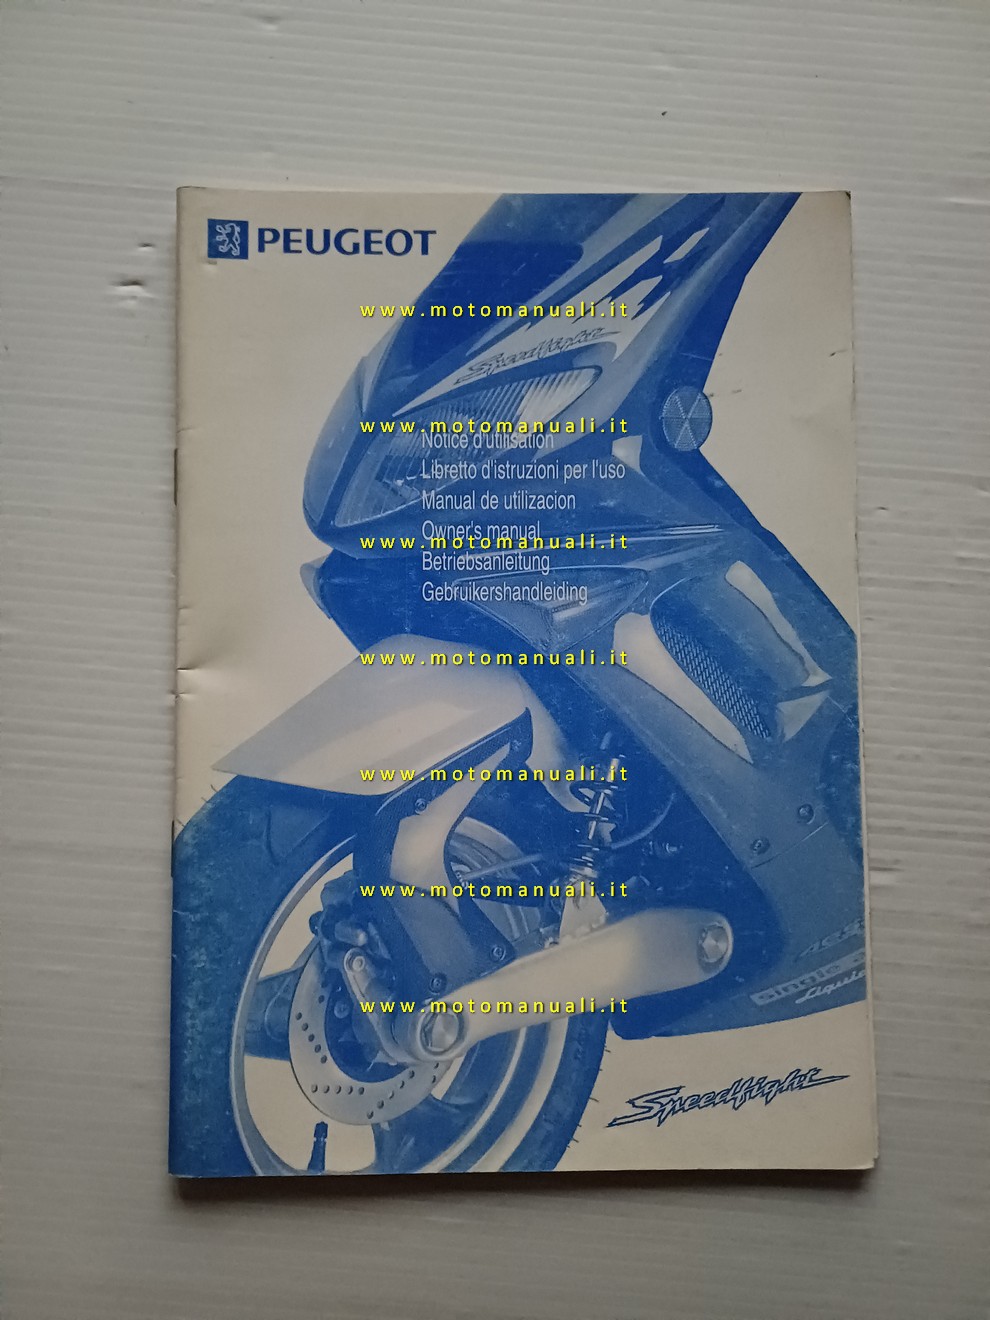 PEUGEOT
www.motomanuali.it
Speedfight
www.motomanuali.it
Notice d'utilisation
Libretto d'istruzioni per l'uso
Manual de utilizacion
Owner's manual
www.motomanuali.it
Betriebsanleitung
Gebruikershandleiding
www.motomanuali.it
www.motomanuali.it
www.motomanuali.it
single
www.motomanuali.it
Speedfight